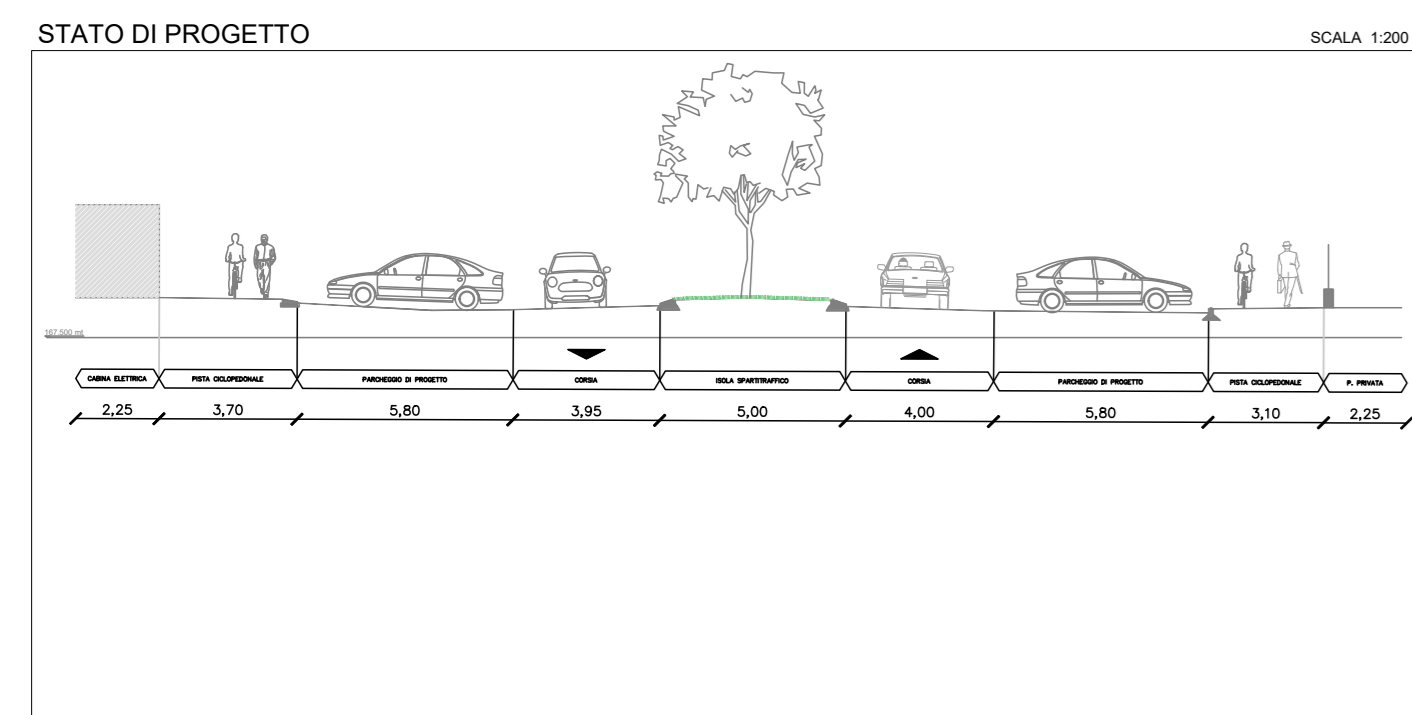 STATO DI PROGETTO
SCALA 1:200
167.500 mt.
CABINA ELETTRICA PISTA CICLOPEDONALE PARCHEGGIO DI PROGETTO CORSIA ISOLA SPARTITRAFFICO CORSIA PARCHEGGIO DI PROGETTO PISTA CICLOPEDONALE P. PRIVATA
2,25 3,70 5,80 3,95 5,00 4,00 5,80 3,10 2,25